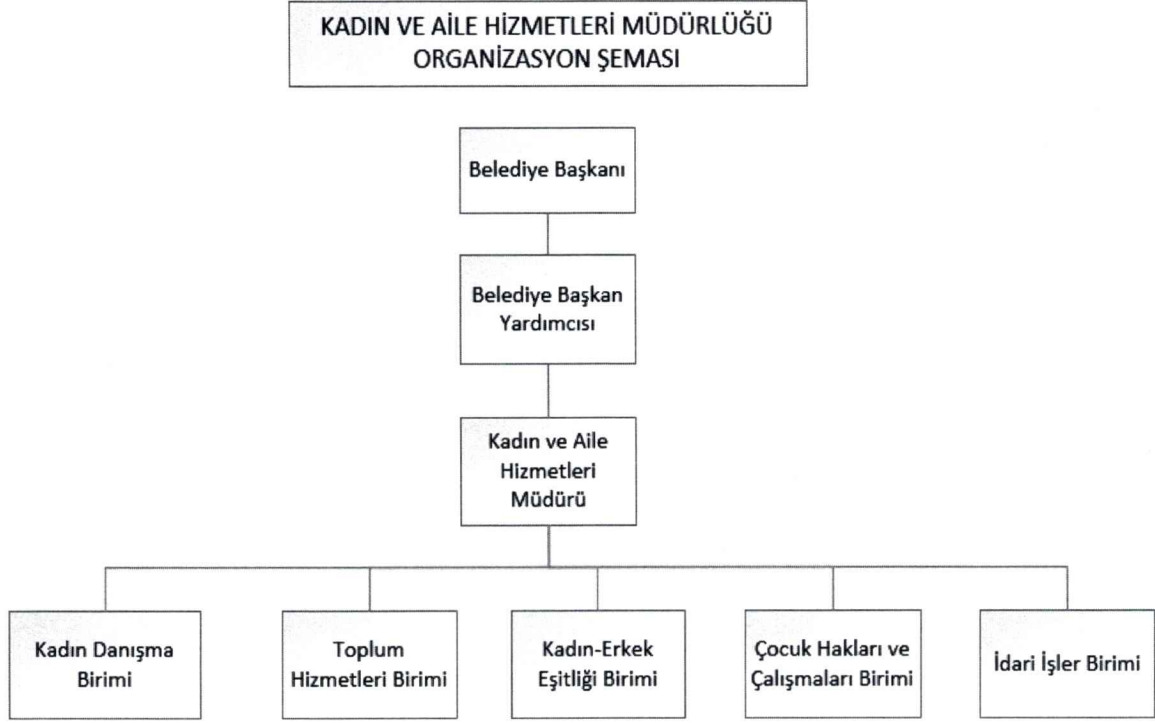 KADIN VE AİLE HİZMETLERİ MÜDÜRLÜĞÜ
ORGANİZASYON ŞEMASI
Belediye Başkanı
Belediye Başkan
Yardımcısı
Kadın ve Aile
Hizmetleri
Müdürü
Kadın Danışma
Birimi
Toplum
Hizmetleri Birimi
Kadın-Erkek
Eşitliği Birimi
Çocuk Hakları ve
Çalışmaları Birimi
İdari İşler Birimi